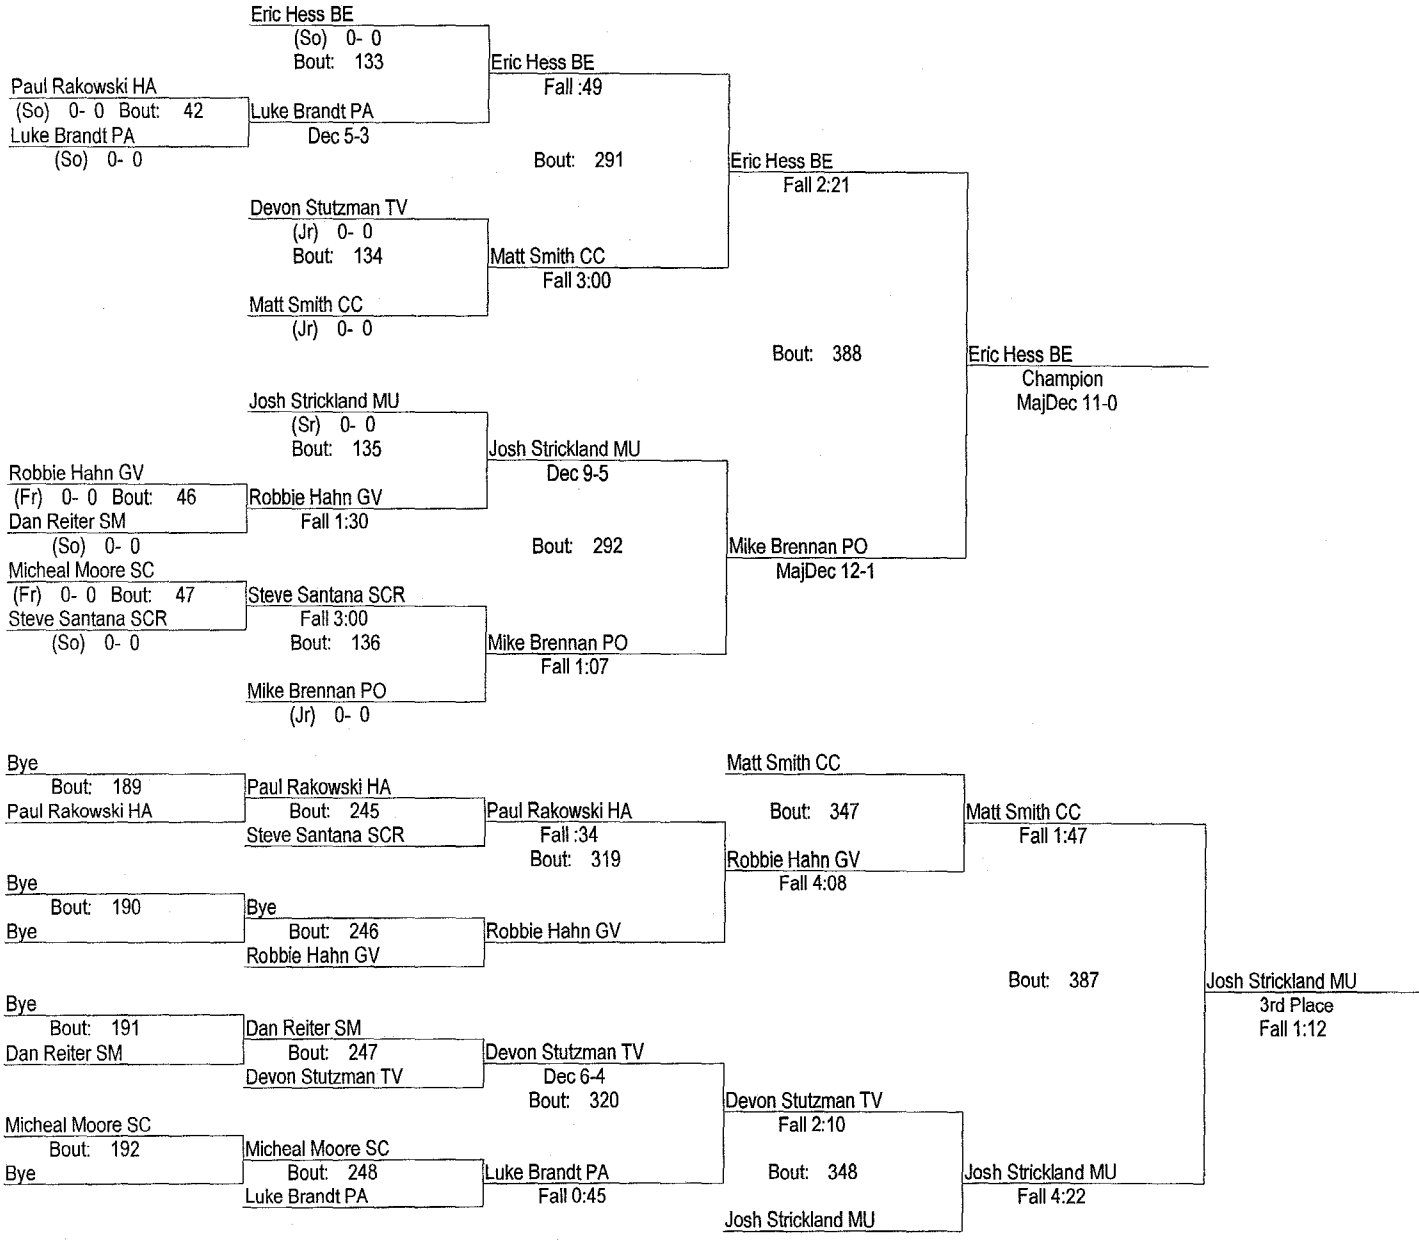 Eric Hess BE
(So) 0- 0
Bout: 133
Eric Hess BE
Fall :49
Paul Rakowski HA
(So) 0- 0 Bout: 42
Luke Brandt PA
Luke Brandt PA
Dec 5-3
(So) 0- 0
Bout: 291
Eric Hess BE
Fall 2:21
Devon Stutzman TV
(Jr) 0- 0
Bout: 134
Matt Smith CC
Fall 3:00
Matt Smith CC
(Jr) 0- 0
Bout: 388
Eric Hess BE
Champion
MajDec 11-0
Josh Strickland MU
(Sr) 0- 0
Bout: 135
Josh Strickland MU
Dec 9-5
Robbie Hahn GV
(Fr) 0- 0 Bout: 46
Robbie Hahn GV
Dan Reiter SM
Fall 1:30
(So) 0- 0
Bout: 292
Mike Brennan PO
MajDec 12-1
Micheal Moore SC
(Fr) 0- 0 Bout: 47
Steve Santana SCR
Steve Santana SCR
Fall 3:00
(So) 0- 0
Bout: 136
Mike Brennan PO
Fall 1:07
Mike Brennan PO
(Jr) 0- 0
Bye
Bout: 189
Paul Rakowski HA
Paul Rakowski HA
Bout: 245
Steve Santana SCR
Paul Rakowski HA
Fall :34
Bout: 319
Matt Smith CC
Bout: 347
Matt Smith CC
Fall 1:47
Robbie Hahn GV
Fall 4:08
Bye
Bout: 190
Bye
Bye
Bout: 246
Robbie Hahn GV
Robbie Hahn GV
Bout: 387
Josh Strickland MU
3rd Place
Fall 1:12
Bye
Bout: 191
Dan Reiter SM
Dan Reiter SM
Bout: 247
Devon Stutzman TV
Devon Stutzman TV
Dec 6-4
Bout: 320
Devon Stutzman TV
Fall 2:10
Micheal Moore SC
Bout: 192
Bye
Micheal Moore SC
Bout: 248
Luke Brandt PA
Luke Brandt PA
Fall 0:45
Bout: 348
Josh Strickland MU
Josh Strickland MU
Fall 4:22